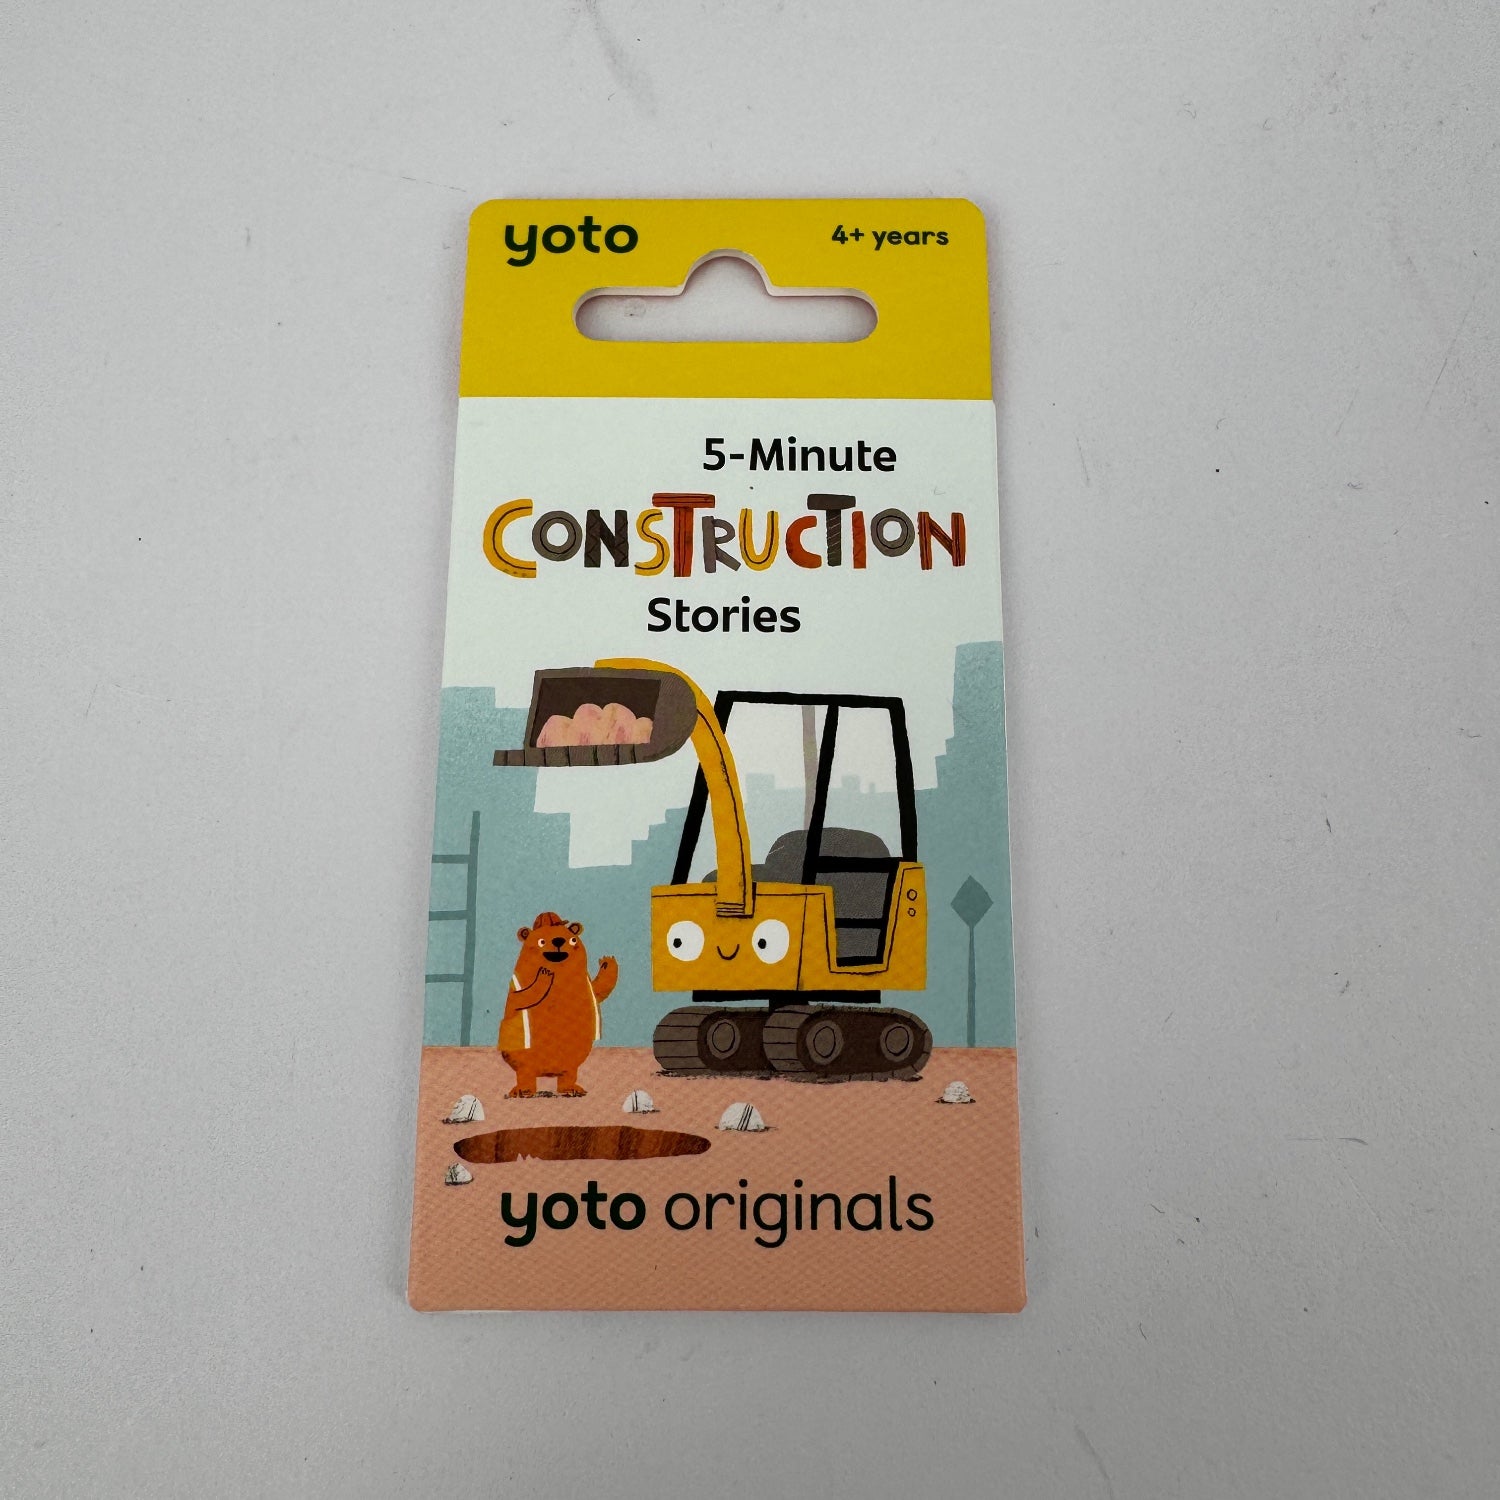 yoto 4+ years
5-Minute
CONSTRUCTION
Stories
yoto originals